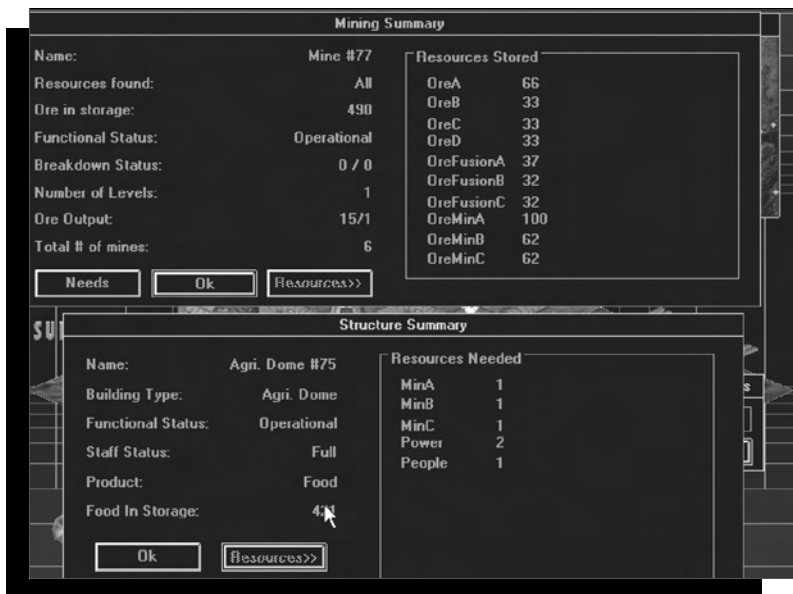 Mining Summary
Name: Mine #77
Resources found: All
Ore in storage: 490
Functional Status: Operational
Breakdown Status: 0 / 0
Number of Levels: 1
Ore Output: 15/1
Total # of mines: 6
Needs Ok Resources>>
Resources Stored
OreA 66
OreB 33
OreC 33
OreD 33
OreFusionA 37
OreFusionB 32
OreFusionC 32
OreMinA 100
OreMinB 62
OreMinC 62
Structure Summary
Name: Agri. Dome #75
Building Type: Agri. Dome
Functional Status: Operational
Staff Status: Full
Product: Food
Food In Storage:
Ok Resources>>
Resources Needed
MinA 1
MinB 1
MinC 1
Power 2
People 1